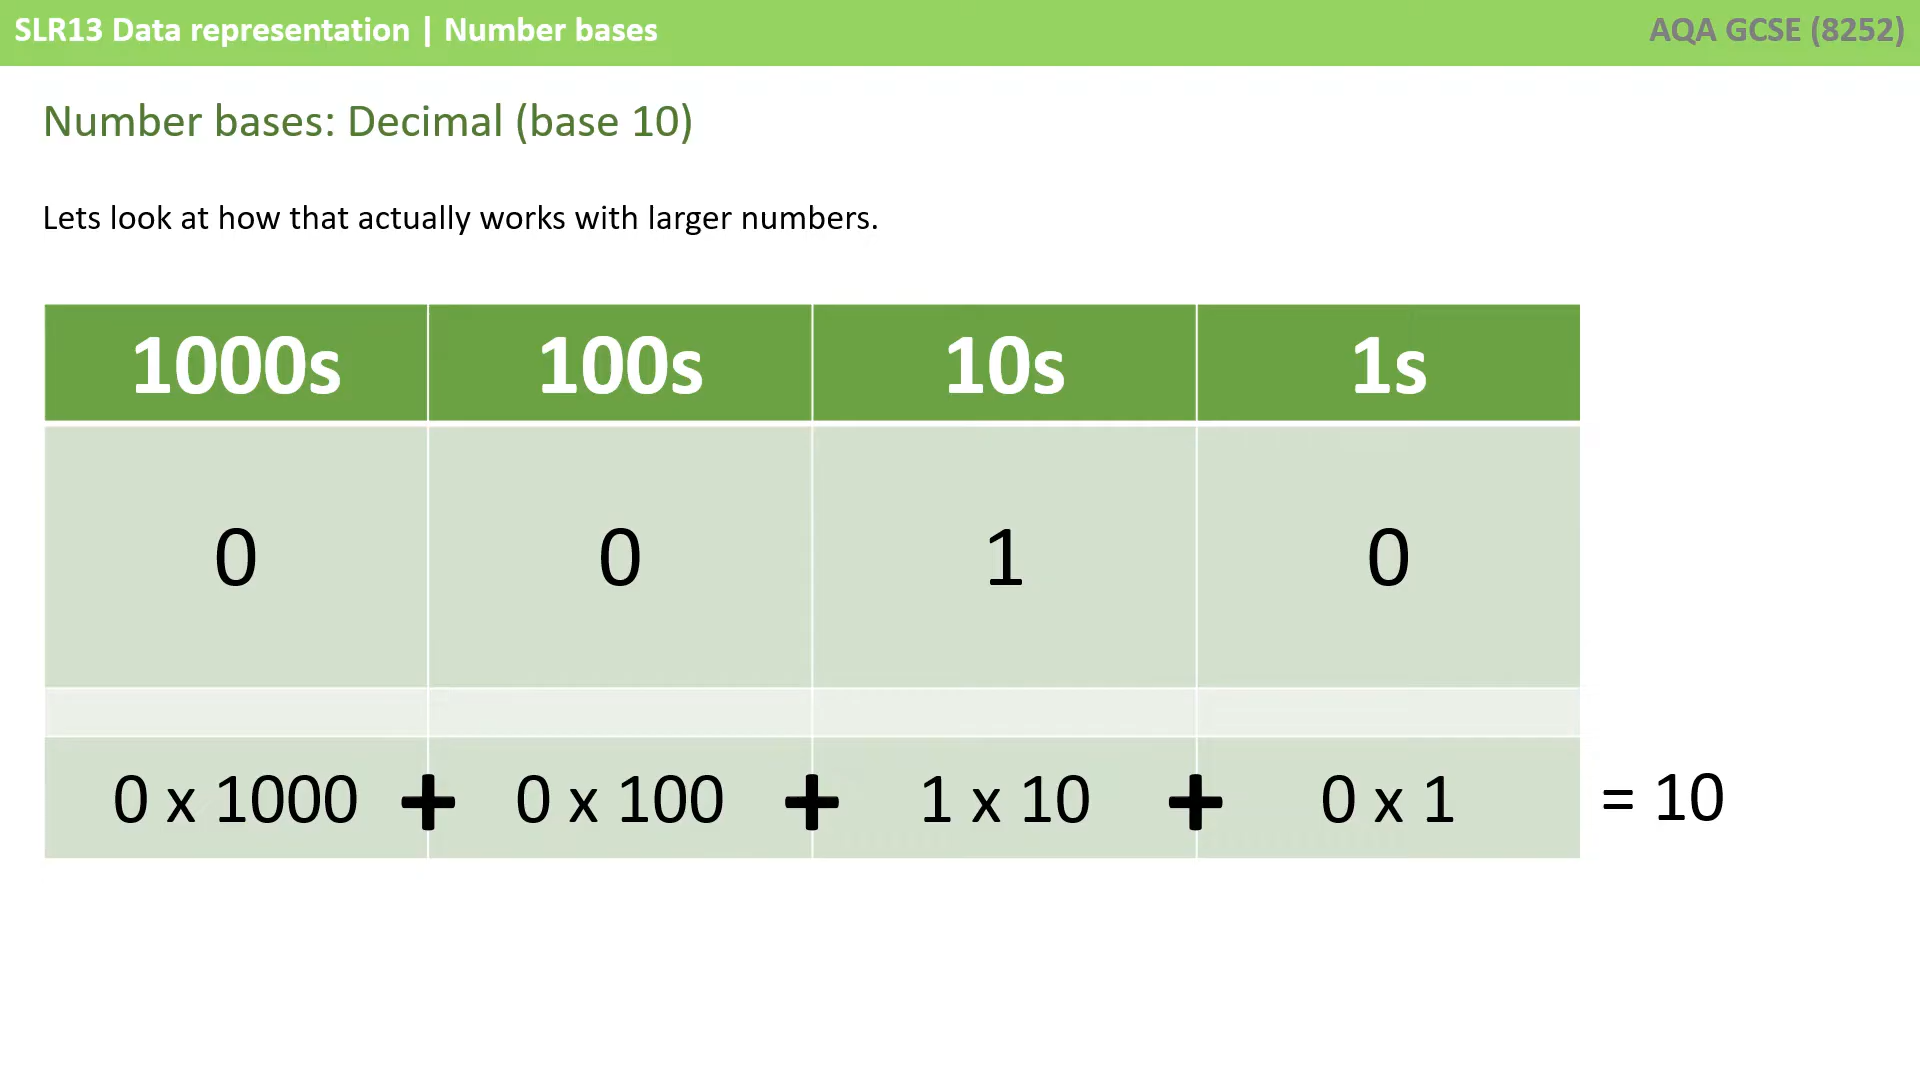 SLR13 Data representation | Number bases
AQA GCSE (8252)
Number bases: Decimal (base 10)
Lets look at how that actually works with larger numbers.
1000s 100s 10s 1s
0 0 1 0
0 x 1000 + 0 x 100 + 1 x 10 + 0 x 1 = 10